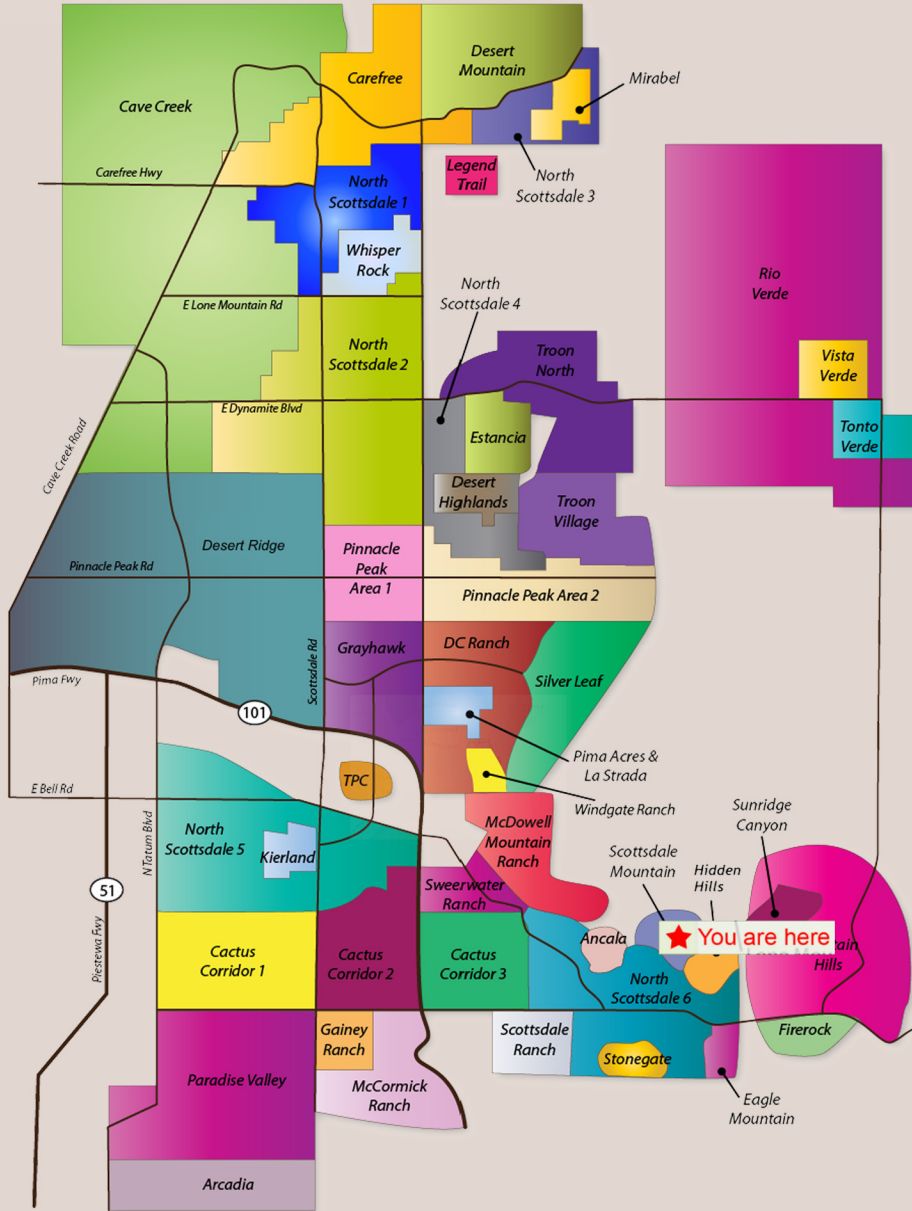 Desert
Mountain
Carefree
Mirabel
Cave Creek
Legend
Trail
North
Scottsdale 3
Carefree Hwy
North
Scottsdale 1
Whisper
Rock
Rio
Verde
North
Scottsdale 4
E Lone Mountain Rd
North
Scottsdale 2
Troon
North
Vista
Verde
E Dynamite Blvd
Tonto
Verde
Estancia
Cave Creek Road
Desert
Highlands
Troon
Village
Desert Ridge
Pinnacle
Peak
Area 1
Pinnacle Peak Rd
Pinnacle Peak Area 2
Scottsdale Rd
Grayhawk
DC Ranch
Silver Leaf
Pima Fwy
101
Pima Acres &
La Strada
TPC
Windgate Ranch
E Bell Rd
N Tatum Blvd
North
Scottsdale 5
Kierland
McDowell
Mountain
Ranch
Sunridge
Canyon
Scottsdale
Mountain
Hidden
Hills
51
Piestewa Fwy
Sweerwater
Ranch
Ancala
You are here
Hills
Cactus
Corridor 1
Cactus
Corridor 2
Cactus
Corridor 3
North
Scottsdale 6
Gainey
Ranch
Scottsdale
Ranch
Stonegate
Firerock
Paradise Valley
McCormick
Ranch
Eagle
Mountain
Arcadia